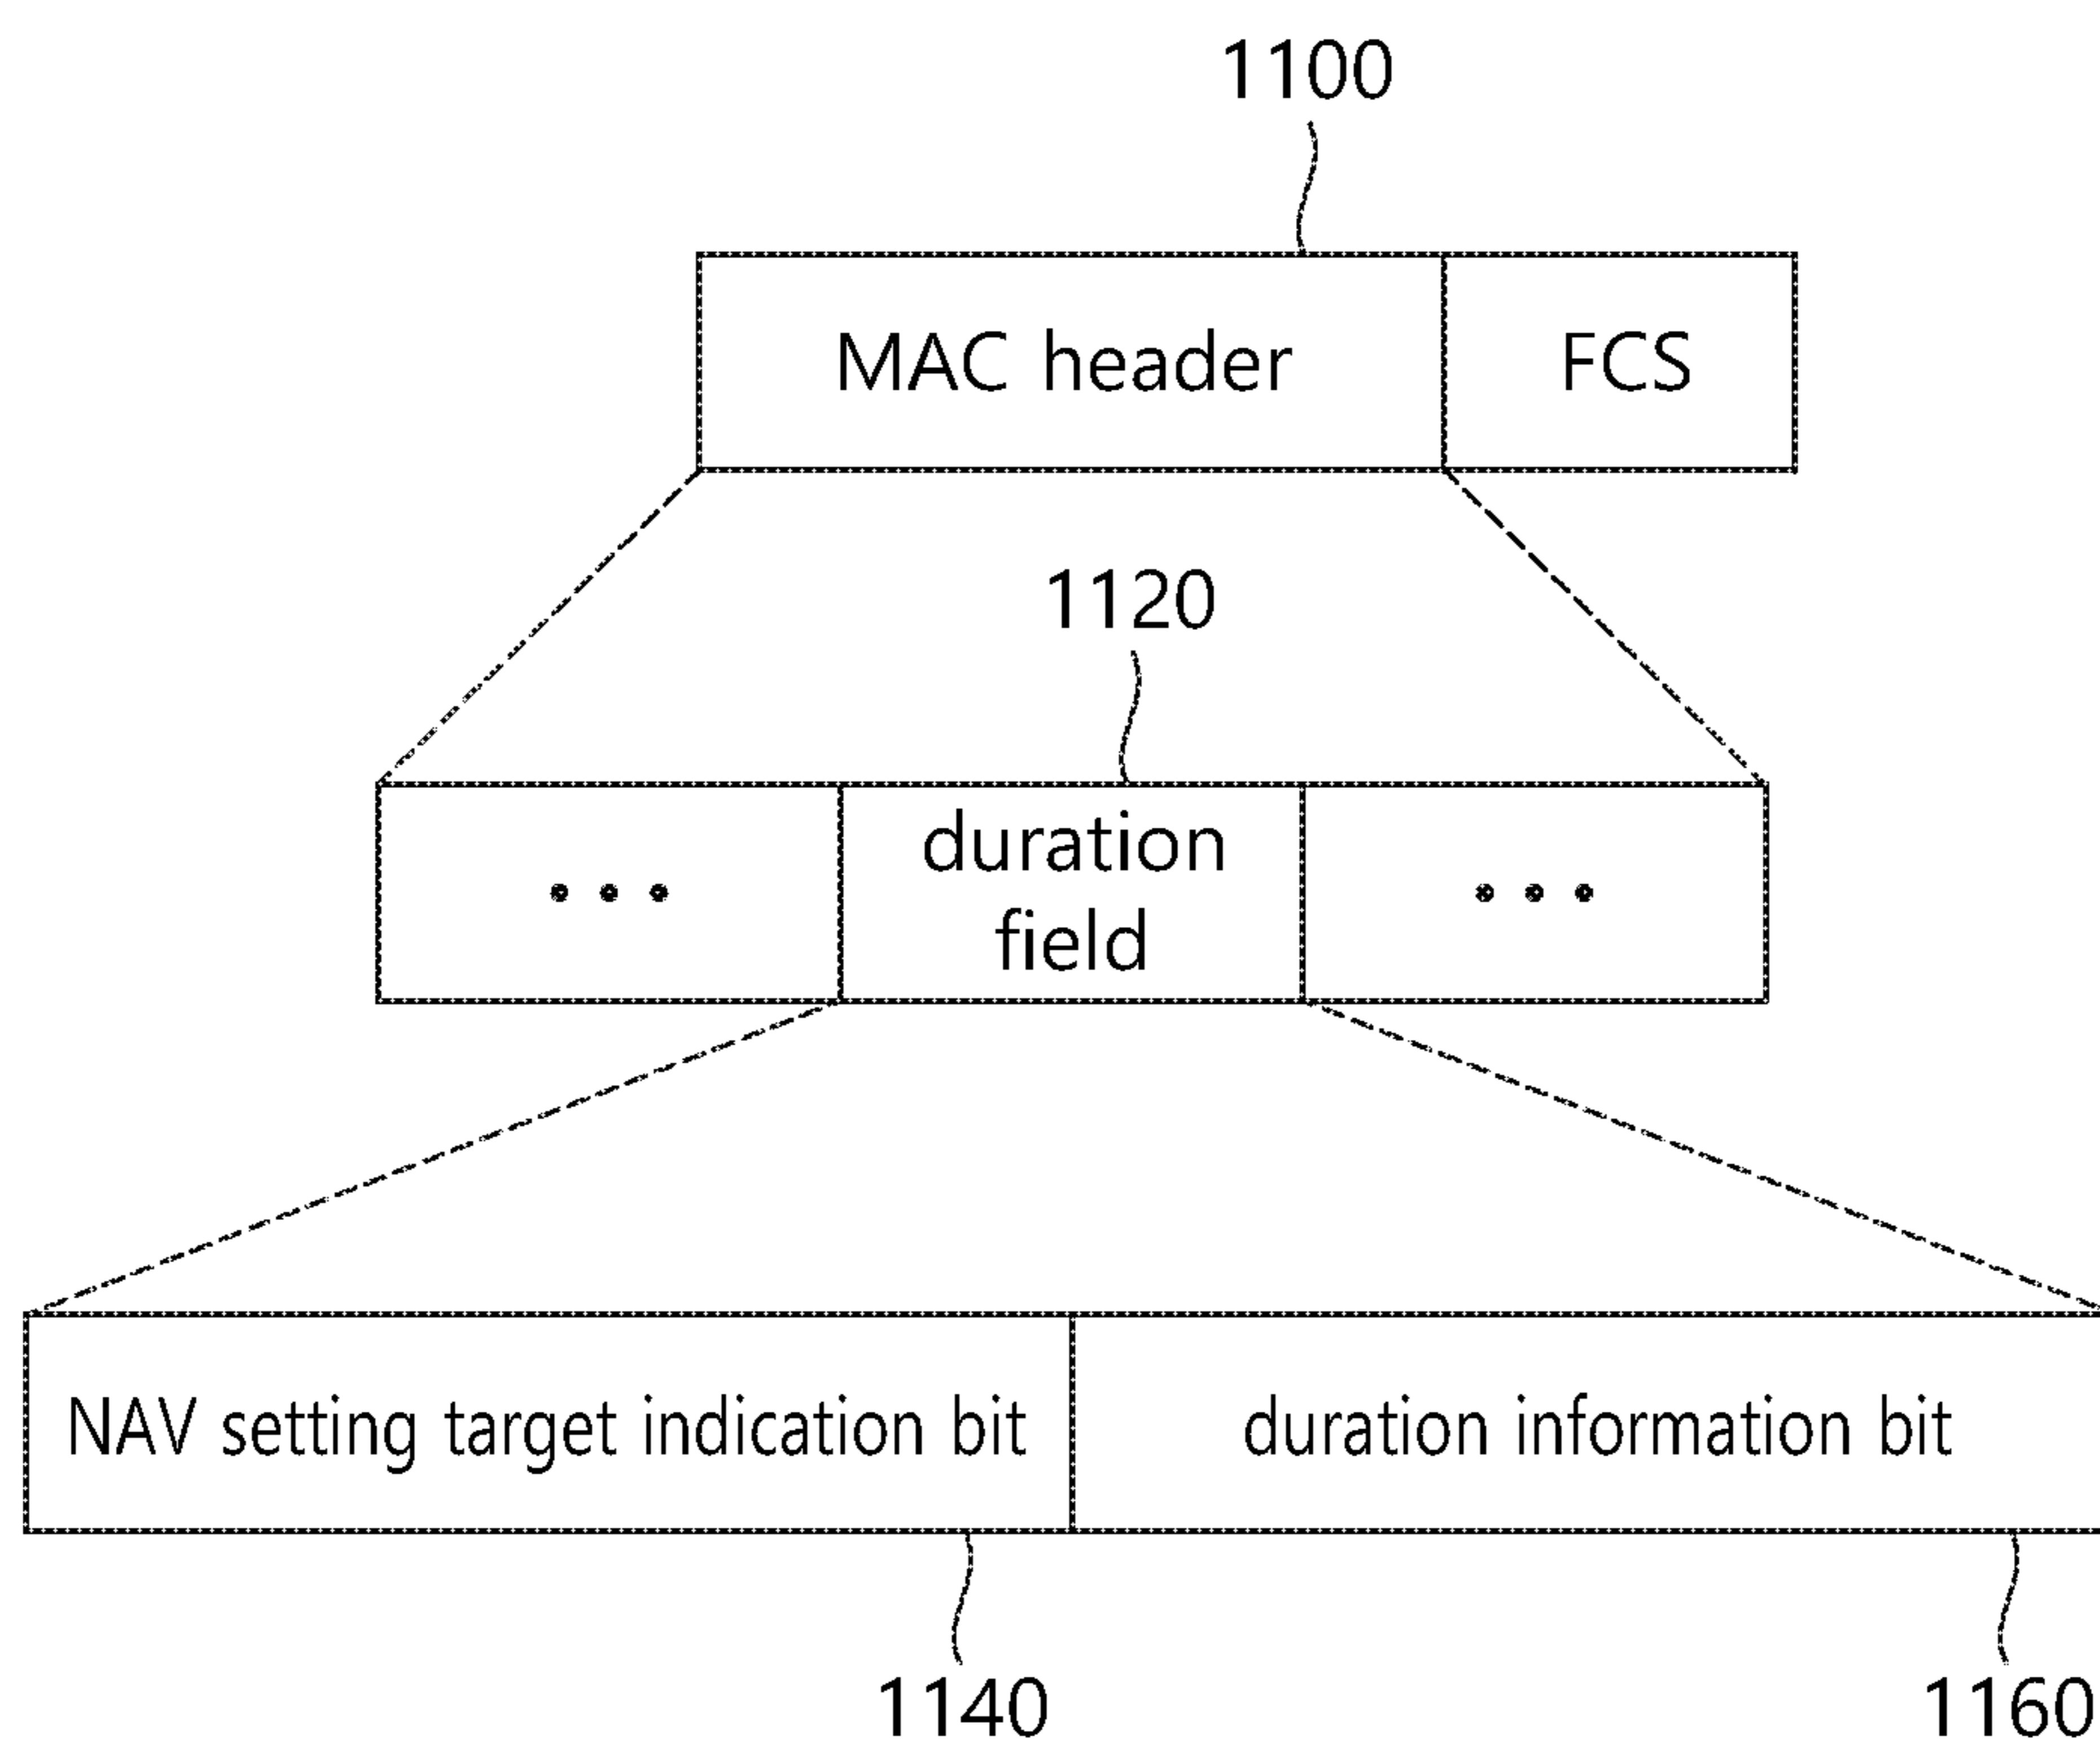 1100
MAC header
FCS
1120
• • •
duration
field
• • •
NAV setting target indication bit
duration information bit
1140
1160